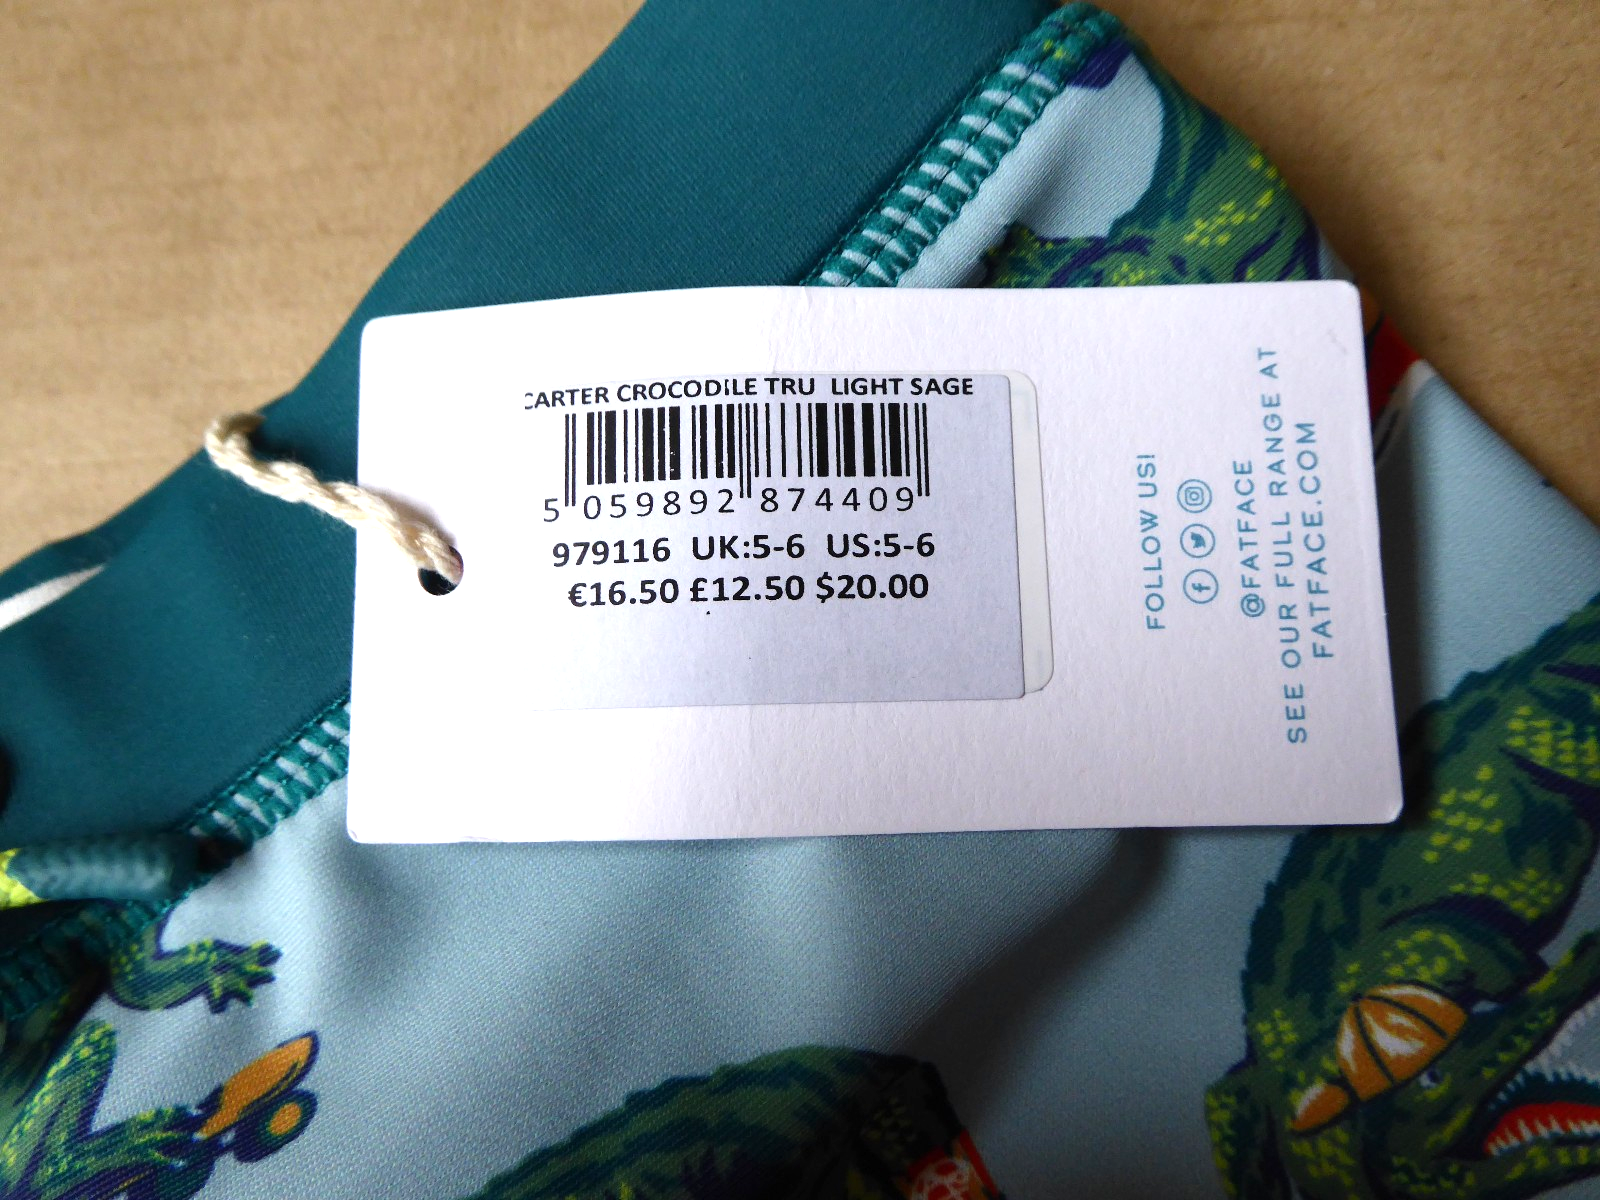 CARTER CROCODILE TRU LIGHT SAGE
5 059892 874409
979116 UK:5-6 US:5-6
€16.50 £12.50 $20.00
FOLLOW US!
@FATFACE
SEE OUR FULL RANGE AT
FATFACE.COM